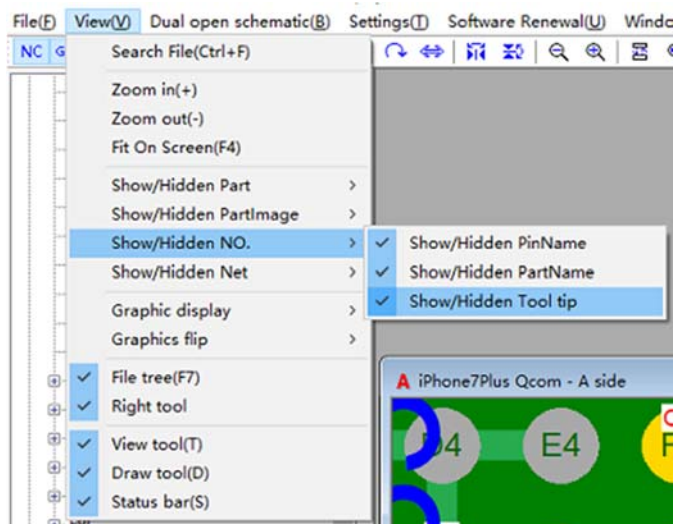 File(F) View(V) Dual open schematic(B) Settings(T) Software Renewal(U)
NC
Search File(Ctrl+F)
Zoom in(+)
Zoom out(-)
Fit On Screen(F4)
Show/Hidden Part
Show/Hidden PartImage
Show/Hidden NO.
Show/Hidden PinName
Show/Hidden PartName
Show/Hidden Net
Show/Hidden Tool tip
Graphic display
Graphics flip
File tree(F7)
A iPhone7Plus Qcom - A side
Right tool
View tool(T)
D4 E4
Draw tool(D)
Status bar(S)